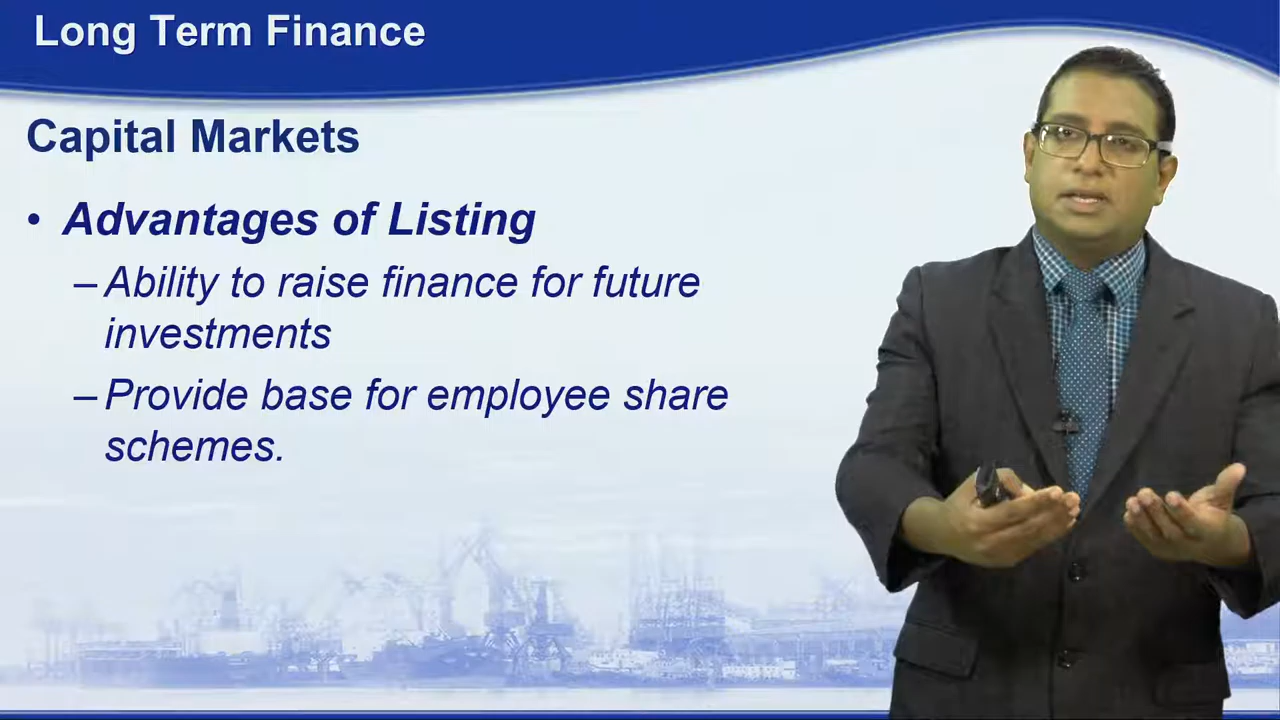 Long Term Finance
Capital Markets
• Advantages of Listing
– Ability to raise finance for future
investments
– Provide base for employee share
schemes.